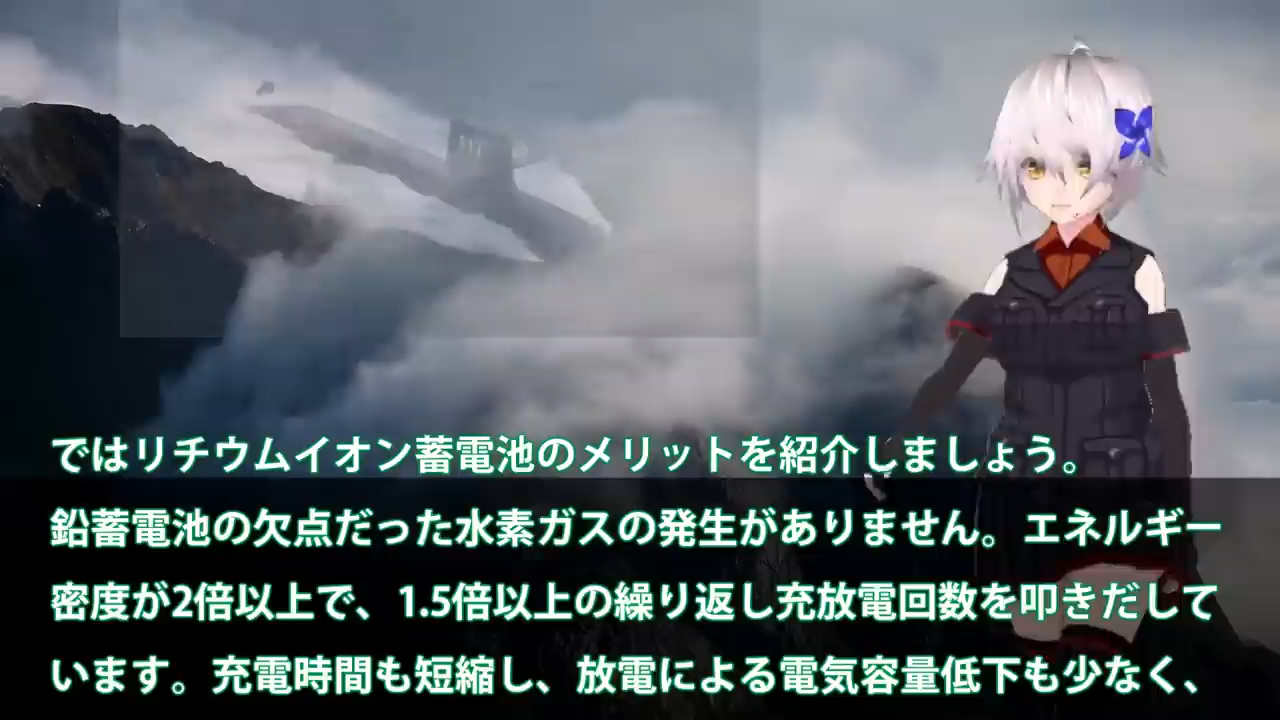 ではリチウムイオン蓄電池のメリットを紹介しましょう。
鉛蓄電池の欠点だった水素ガスの発生がありません。エネルギー
密度が2倍以上で、1.5倍以上の繰り返し充放電回数を叩きだして
います。充電時間も短縮し、放電による電気容量低下も少なく、